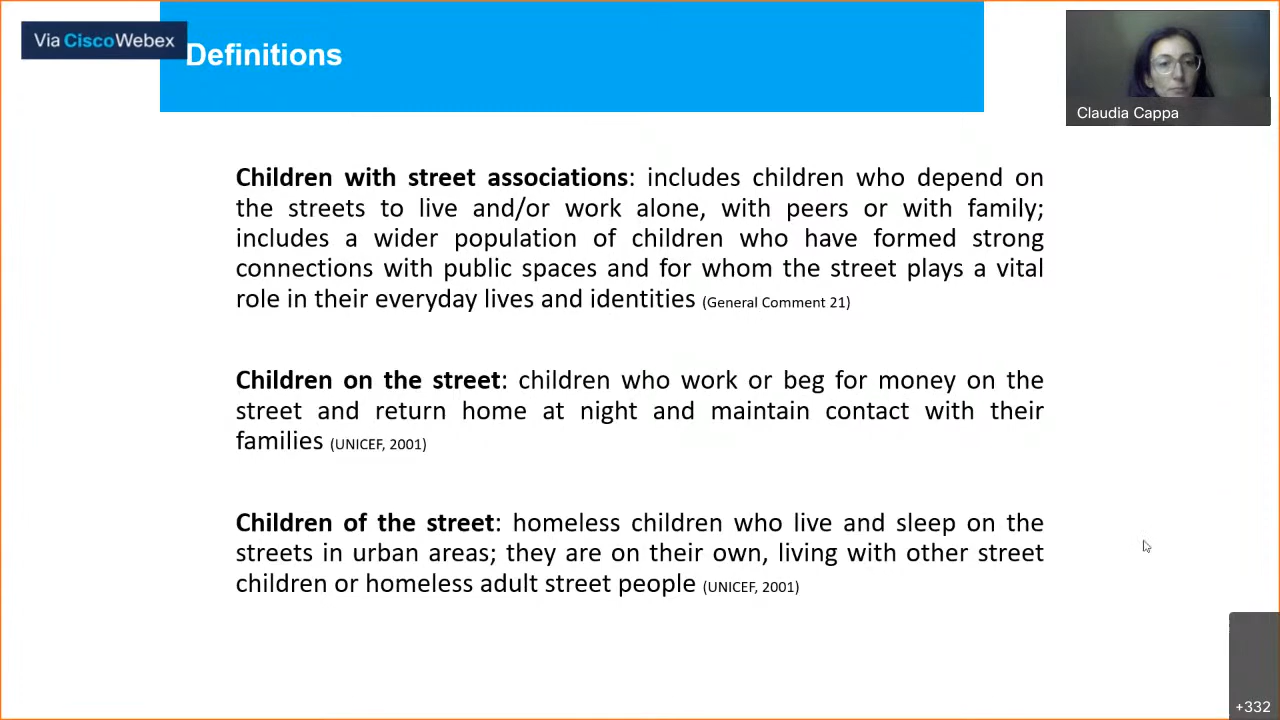 Via CiscoWebex
Definitions
Claudia Cappa
Children with street associations: includes children who depend on
the streets to live and/or work alone, with peers or with family;
includes a wider population of children who have formed strong
connections with public spaces and for whom the street plays a vital
role in their everyday lives and identities (General Comment 21)
Children on the street: children who work or beg for money on the
street and return home at night and maintain contact with their
families (UNICEF, 2001)
Children of the street: homeless children who live and sleep on the
streets in urban areas; they are on their own, living with other street
children or homeless adult street people (UNICEF, 2001)
+332